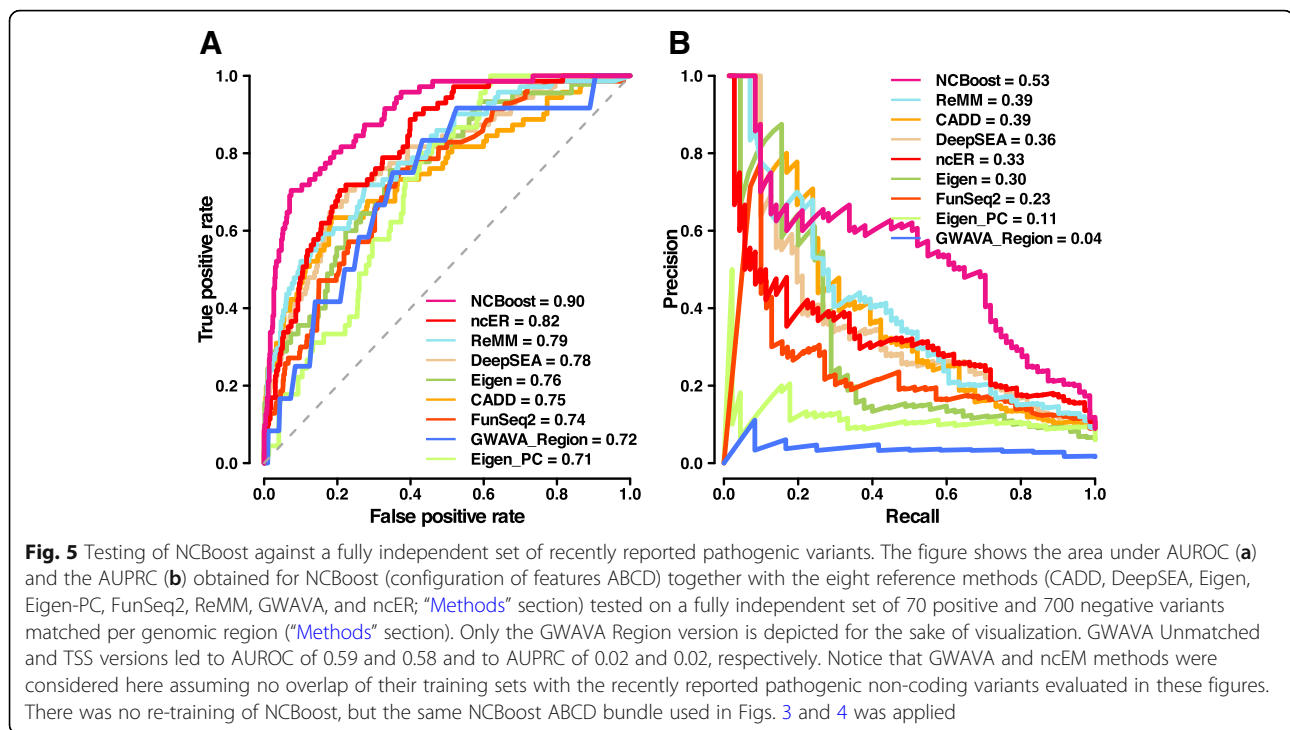 A
B
1.0
0.8
0.6
0.4
0.2
0.0
True positive rate
NCBoost = 0.90
ncER = 0.82
ReMM = 0.79
DeepSEA = 0.78
Eigen = 0.76
CADD = 0.75
FunSeq2 = 0.74
GWAVA_Region = 0.72
Eigen_PC = 0.71
0.0 0.2 0.4 0.6 0.8 1.0
False positive rate
1.0
0.8
0.6
0.4
0.2
0.0
Precision
NCBoost = 0.53
ReMM = 0.39
CADD = 0.39
DeepSEA = 0.36
ncER = 0.33
Eigen = 0.30
FunSeq2 = 0.23
Eigen_PC = 0.11
GWAVA_Region = 0.04
0.0 0.2 0.4 0.6 0.8 1.0
Recall
Fig. 5 Testing of NCBoost against a fully independent set of recently reported pathogenic variants. The figure shows the area under AUROC (a)
and the AUPRC (b) obtained for NCBoost (configuration of features ABCD) together with the eight reference methods (CADD, DeepSEA, Eigen,
Eigen-PC, FunSeq2, ReMM, GWAVA, and ncER; “Methods” section) tested on a fully independent set of 70 positive and 700 negative variants
matched per genomic region (“Methods” section). Only the GWAVA Region version is depicted for the sake of visualization. GWAVA Unmatched
and TSS versions led to AUROC of 0.59 and 0.58 and to AUPRC of 0.02 and 0.02, respectively. Notice that GWAVA and ncEM methods were
considered here assuming no overlap of their training sets with the recently reported pathogenic non-coding variants evaluated in these figures.
There was no re-training of NCBoost, but the same NCBoost ABCD bundle used in Figs. 3 and 4 was applied